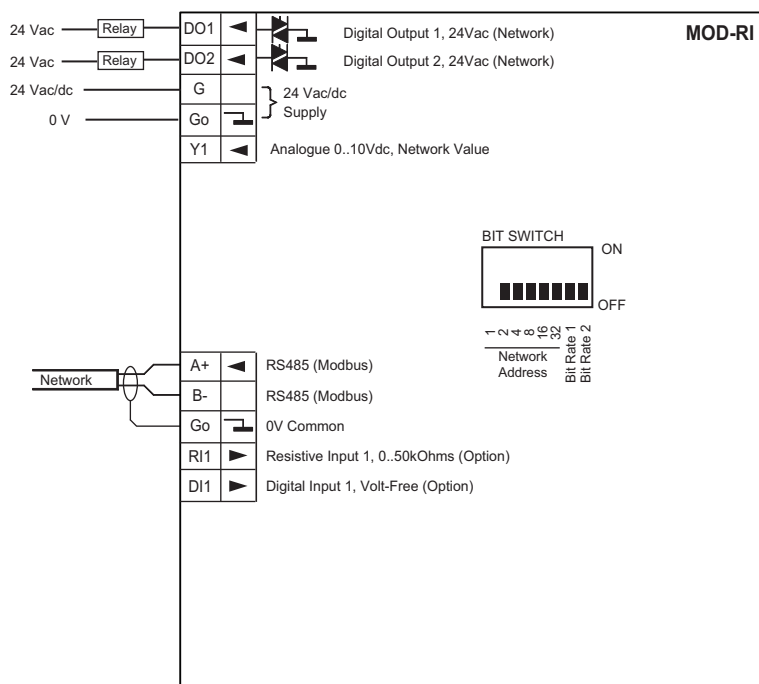 MOD-RI
24 Vac Relay DO1 Digital Output 1, 24Vac (Network)
24 Vac Relay DO2 Digital Output 2, 24Vac (Network)
24 Vac/dc G 24 Vac/dc
Supply
0 V Go
Y1 Analogue 0..10Vdc, Network Value
BIT SWITCH
ON
OFF
1 2 4 8 16 32 Bit Rate 1 Bit Rate 2
Network
Address
A+ RS485 (Modbus)
Network
B- RS485 (Modbus)
Go 0V Common
RI1 Resistive Input 1, 0..50kOhms (Option)
DI1 Digital Input 1, Volt-Free (Option)